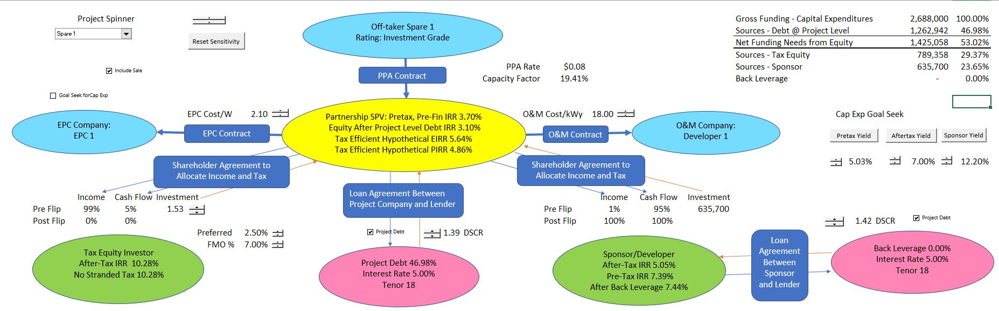 Project Spinner
Spare 1
Reset Sensitivity
Include Sale
Goal Seek forCap Exp
Off-taker Spare 1
Rating: Investment Grade
PPA Contract
PPA Rate $0.08
Capacity Factor 19.41%
Gross Funding - Capital Expenditures 2,688,000 100.00%
Sources - Debt @ Project Level 1,262,942 46.98%
Net Funding Needs from Equity 1,425,058 53.02%
Sources - Tax Equity 789,358 29.37%
Sources - Sponsor 635,700 23.65%
Back Leverage - 0.00%
EPC Company:
EPC 1
EPC Cost/W 2.10
EPC Contract
Partnership SPV: Pretax, Pre-Fin IRR 3.70%
Equity After Project Level Debt IRR 3.10%
Tax Efficient Hypothetical EIRR 5.64%
Tax Efficient Hypothetical PIRR 4.86%
O&M Cost/kWy 18.00
O&M Contract
O&M Company:
Developer 1
Cap Exp Goal Seek
Pretax Yield Aftertax Yield Sponsor Yield
5.03% 7.00% 12.20%
Shareholder Agreement to
Allocate Income and Tax
Income Cash Flow Investment
Pre Flip 99% 5% 1.53
Post Flip 0% 0%
Preferred 2.50%
FMO % 7.00%
Tax Equity Investor
After-Tax IRR 10.28%
No Stranded Tax 10.28%
Loan Agreement Between
Project Company and Lender
Project Debt
1.39 DSCR
Project Debt 46.98%
Interest Rate 5.00%
Tenor 18
Shareholder Agreement to
Allocate Income and Tax
Income Cash Flow Investment
Pre Flip 1% 95% 635,700
Post Flip 100% 100%
Sponsor/Developer
After-Tax IRR 5.05%
Pre-Tax IRR 7.39%
After Back Leverage 7.44%
1.42 DSCR
Project Debt
Loan
Agreement
Between
Sponsor
and Lender
Back Leverage 0.00%
Interest Rate 5.00%
Tenor 18